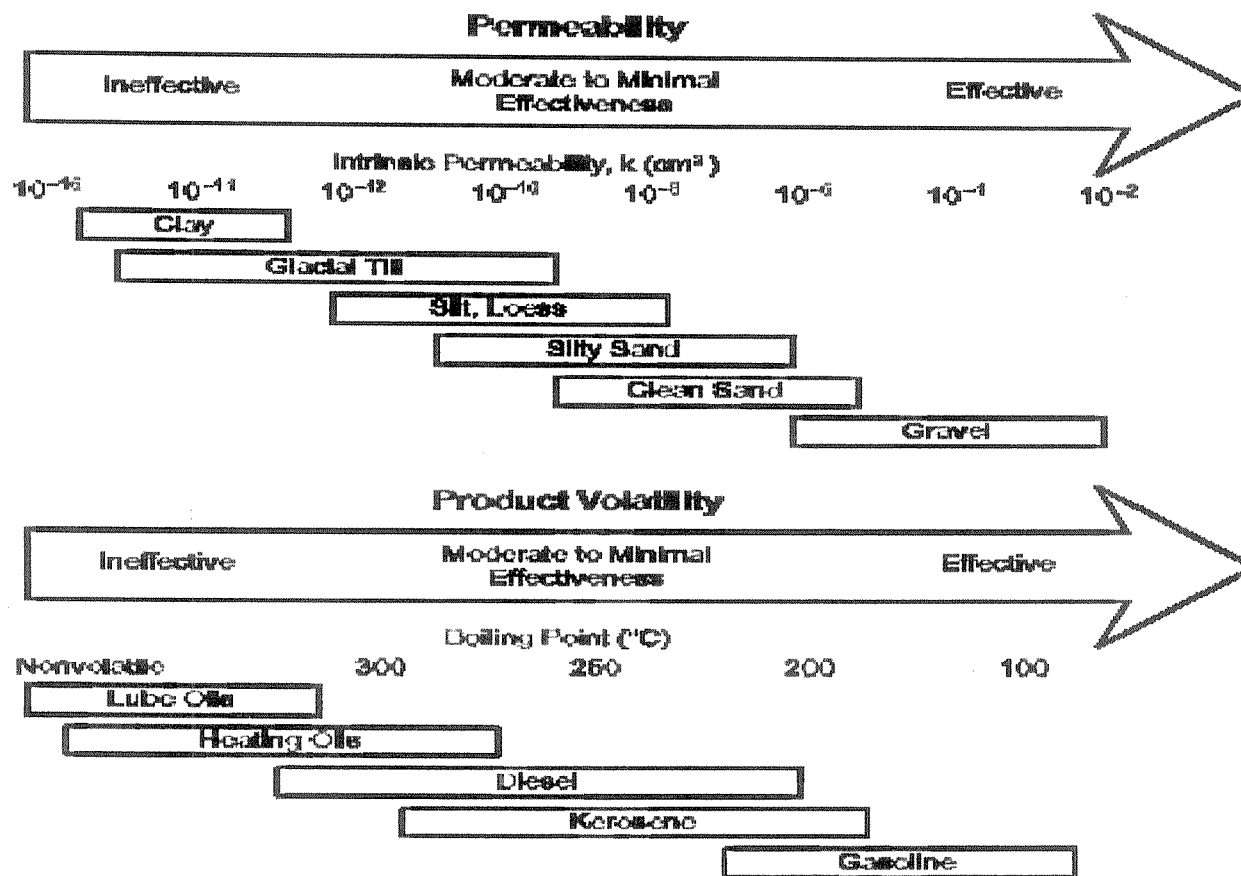 Permeability
Ineffective
Moderate to Minimal
Effectiveness
Effective
Intrinsic Permeability, k (cm² )
10⁻¹² 10⁻¹⁰ 10⁻⁸ 10⁻⁶ 10⁻²
Clay
Glacial Till
Silt, Loess
Silty Sand
Clean Sand
Gravel
Product Volatility
Ineffective
Moderate to Minimal
Effectiveness
Effective
Boiling Point (°C)
Nonvolatile 300 250 200 100
Lube Oils
Heating Oils
Diesel
Kerosene
Gasoline